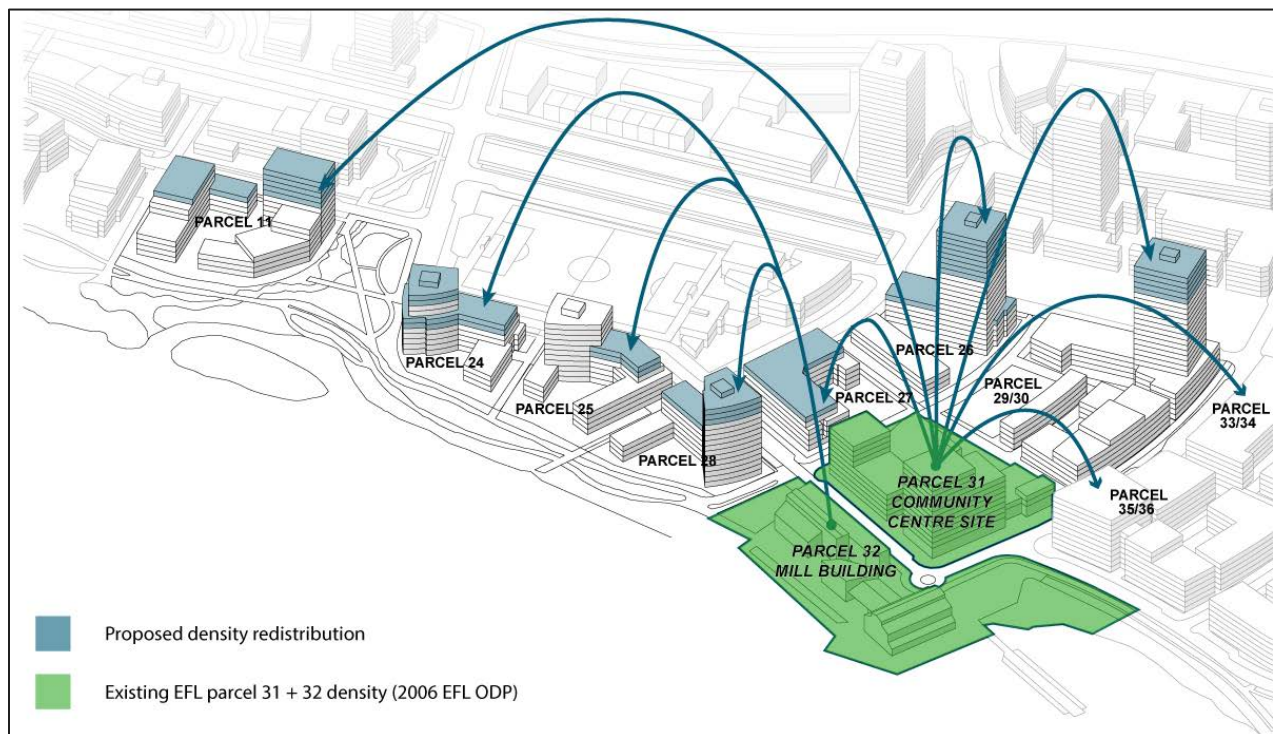 PARCEL 11
PARCEL 24
PARCEL 25
PARCEL 28
PARCEL 27
PARCEL 26
PARCEL
29/30
PARCEL
33/34
PARCEL
35/36
PARCEL 31
COMMUNITY
CENTRE SITE
PARCEL 32
MILL BUILDING
Proposed density redistribution
Existing EFL parcel 31 + 32 density (2006 EFL ODP)